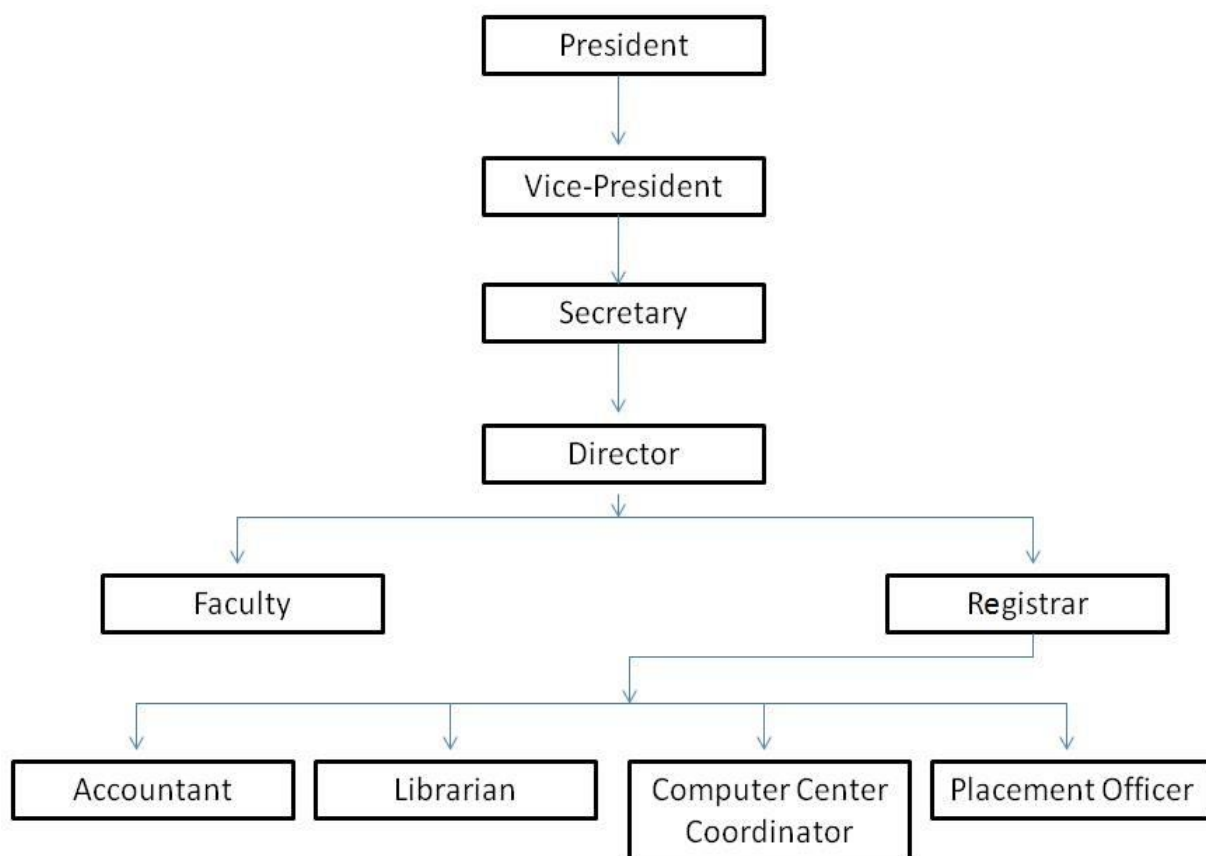 President
Vice-President
Secretary
Director
Faculty
Registrar
Accountant
Librarian
Computer Center
Coordinator
Placement Officer